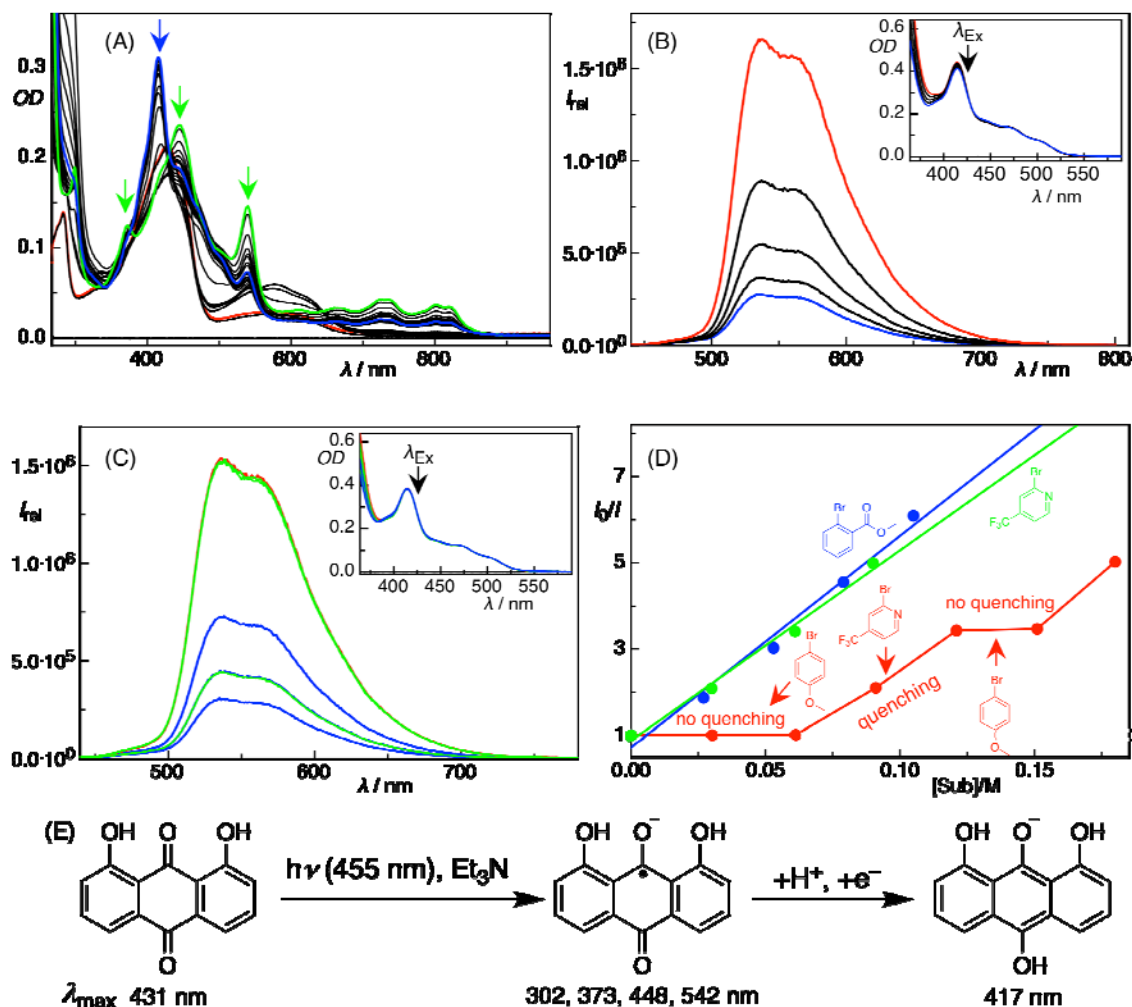 (A)
0.3
OD
0.2
0.1
0.0
400
600
800
λ / nm
(B)
1.5·10⁶
I_rel
1.0·10⁶
5.0·10⁵
0.0·10⁰
500
600
700
800
λ / nm
OD
0.6
0.4
0.2
0.0
λ_Ex
400
450
500
550
λ / nm
(C)
1.5·10⁶
I_rel
1.0·10⁶
5.0·10⁵
0.0·10⁰
500
600
700
λ / nm
OD
0.6
0.4
0.2
0.0
λ_Ex
400
450
500
550
λ / nm
(D)
7
I₀/I
5
3
1
0.00
0.05
0.10
0.15
[Sub]/M
Br
O
O
Br
N
F₃C
Br
N
F₃C
Br
O
no quenching
quenching
no quenching
Br
O
(E)
OH O OH
O
hν (455 nm), Et₃N
OH O⁻ OH
O
+H⁺, +e⁻
OH O⁻ OH
OH
λ_max 431 nm
302, 373, 448, 542 nm
417 nm